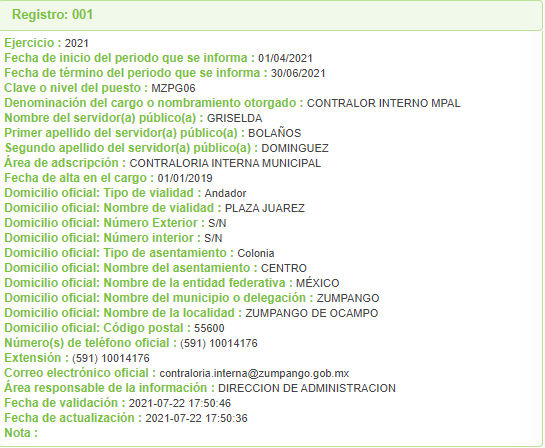 Registro: 001
Ejercicio : 2021
Fecha de inicio del periodo que se informa : 01/04/2021
Fecha de término del periodo que se informa : 30/06/2021
Clave o nivel del puesto : MZPG06
Denominación del cargo o nombramiento otorgado : CONTRALOR INTERNO MPAL
Nombre del servidor(a) público(a) : GRISELDA
Primer apellido del servidor(a) público(a) : BOLAÑOS
Segundo apellido del servidor(a) público(a) : DOMINGUEZ
Área de adscripción : CONTRALORIA INTERNA MUNICIPAL
Fecha de alta en el cargo : 01/01/2019
Domicilio oficial: Tipo de vialidad : Andador
Domicilio oficial: Nombre de vialidad : PLAZA JUAREZ
Domicilio oficial: Número Exterior : S/N
Domicilio oficial: Número interior : S/N
Domicilio oficial: Tipo de asentamiento : Colonia
Domicilio oficial: Nombre del asentamiento : CENTRO
Domicilio oficial: Nombre de la entidad federativa : MÉXICO
Domicilio oficial: Nombre del municipio o delegación : ZUMPANGO
Domicilio oficial: Nombre de la localidad : ZUMPANGO DE OCAMPO
Domicilio oficial: Código postal : 55600
Número(s) de teléfono oficial : (591) 10014176
Extensión : (591) 10014176
Correo electrónico oficial : contraloria.interna@zumpango.gob.mx
Área responsable de la información : DIRECCION DE ADMINISTRACION
Fecha de validación : 2021-07-22 17:50:46
Fecha de actualización : 2021-07-22 17:50:36
Nota :